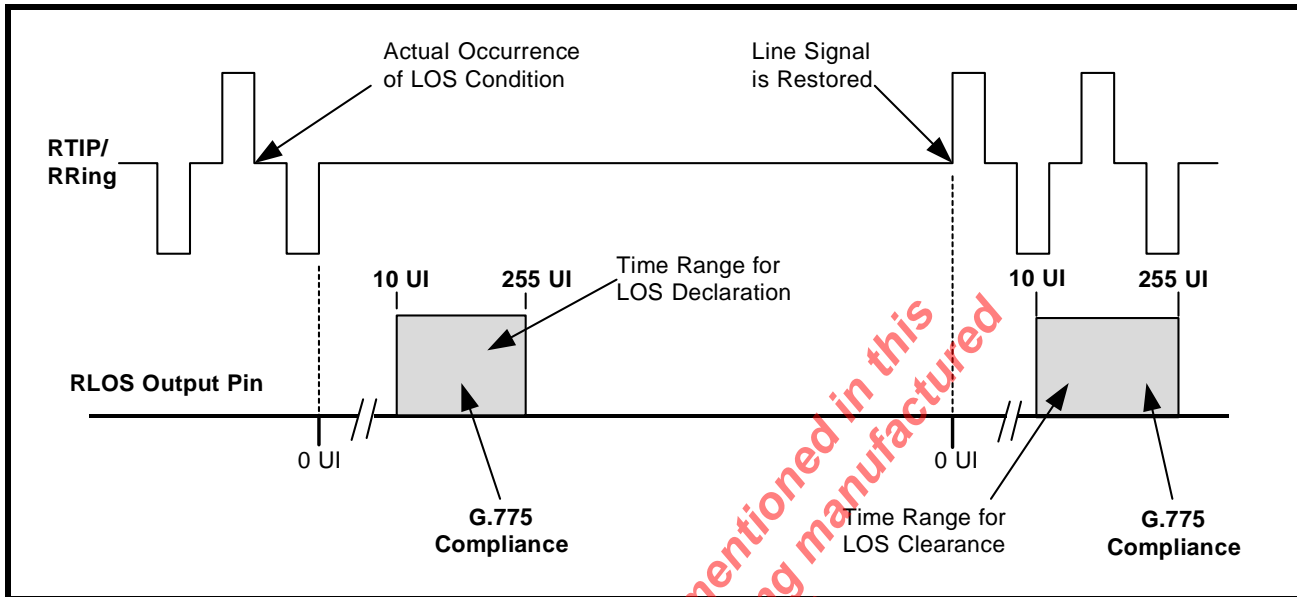 Actual Occurrence
of LOS Condition
Line Signal
is Restored
RTIP/
RRing
10 UI
255 UI
Time Range for
LOS Declaration
10 UI
255 UI
RLOS Output Pin
0 UI
0 UI
G.775
Compliance
Time Range for
LOS Clearance
G.775
Compliance
mentioned in this
manufactured